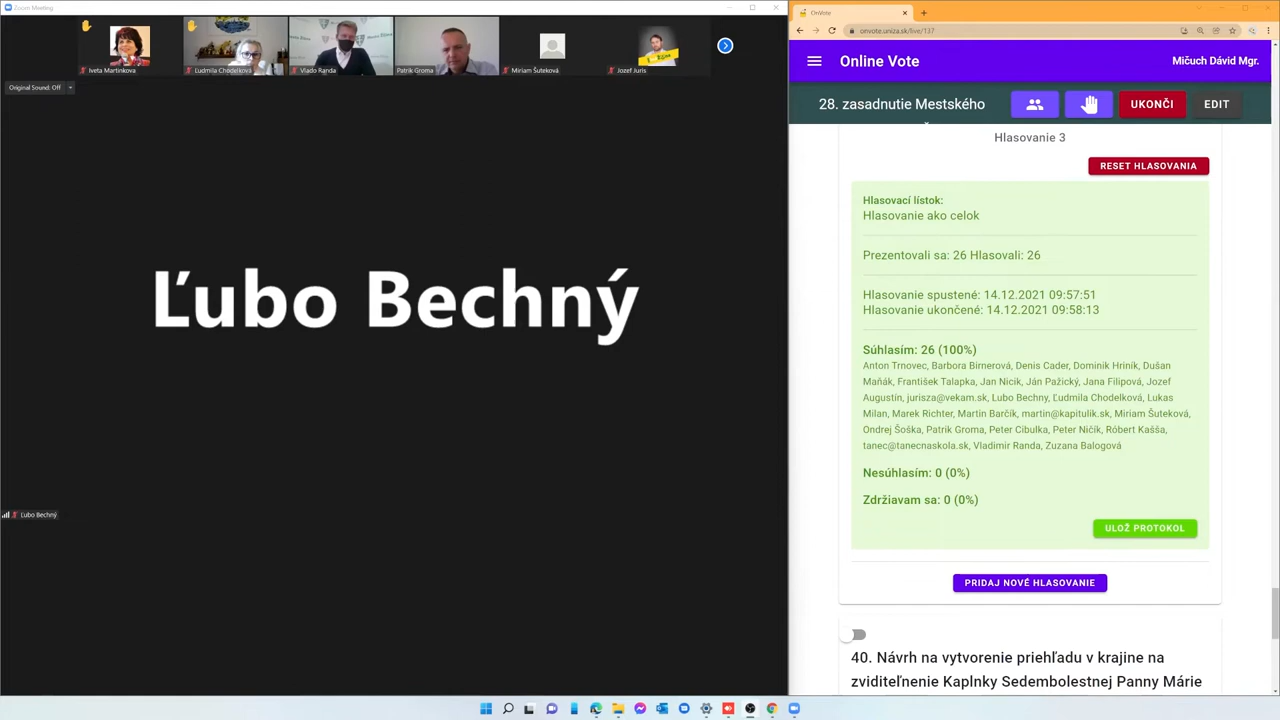 Zoom Meeting
Iveta Martinkova
Ľudmila Chodelková
Vlado Randa
Patrik Groma
Miriam Šuteková
Jozef Juris
Original Sound: Off
Ľubo Bechný
Ľubo Bechný
OnVote
onvote.uniza.sk/live/137
Online Vote
Mičuch Dávid Mgr.
28. zasadnutie Mestského
UKONČI
EDIT
Hlasovanie 3
RESET HLASOVANIA
Hlasovací lístok:
Hlasovanie ako celok
Prezentovali sa: 26 Hlasovali: 26
Hlasovanie spustené: 14.12.2021 09:57:51
Hlasovanie ukončené: 14.12.2021 09:58:13
Súhlasím: 26 (100%)
Anton Trnovec, Barbora Birnerová, Denis Cader, Dominik Hriník, Dušan
Maňák, František Talapka, Jan Nicik, Ján Pažický, Jana Filipová, Jozef
Augustín, jurisza@vekam.sk, Lubo Bechny, Ľudmila Chodelková, Lukas
Milan, Marek Richter, Martin Barčík, martin@kapitulik.sk, Miriam Šuteková,
Ondrej Šoška, Patrik Groma, Peter Cibulka, Peter Ničík, Róbert Kašša,
tanec@tanecnaskola.sk, Vladimir Randa, Zuzana Balogová
Nesúhlasím: 0 (0%)
Zdržiavam sa: 0 (0%)
ULOŽ PROTOKOL
PRIDAJ NOVÉ HLASOVANIE
40. Návrh na vytvorenie priehľadu v krajine na
zviditeľnenie Kaplnky Sedembolestnej Panny Márie